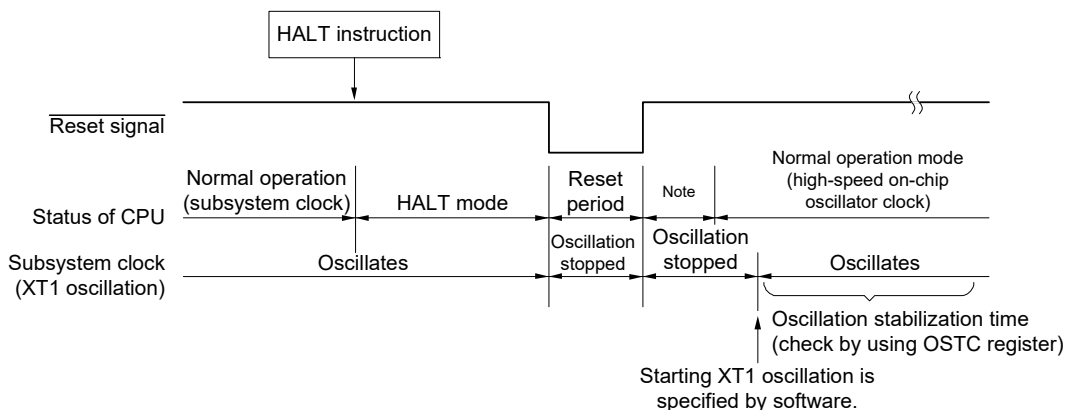 HALT instruction
Reset signal
Normal operation
(subsystem clock)
HALT mode
Reset
period
Note
Normal operation mode
(high-speed on-chip
oscillator clock)
Status of CPU
Subsystem clock
(XT1 oscillation)
Oscillates
Oscillation
stopped
Oscillation
stopped
Oscillates
Oscillation stabilization time
(check by using OSTC register)
Starting XT1 oscillation is
specified by software.